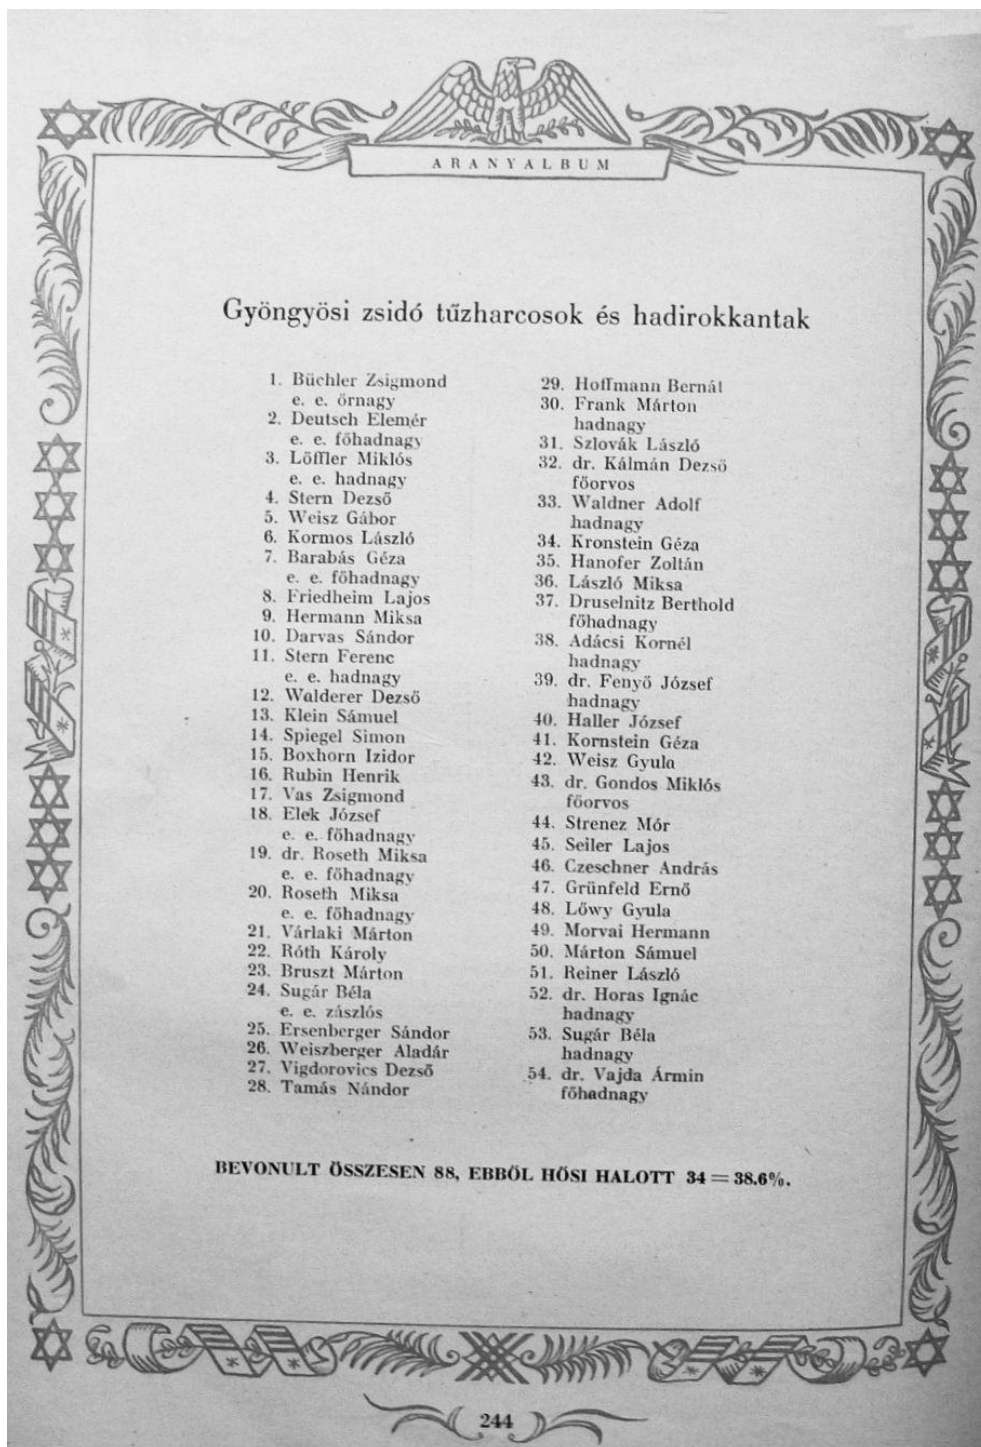 ARANYALBUM
Gyöngyösi zsidó tűzharcosok és hadirokkantak
1. Büchler Zsigmond
e. e. őrnagy
2. Deutsch Elemér
e. e. főhadnagy
3. Löffler Miklós
e. e. hadnagy
4. Stern Dezső
5. Weisz Gábor
6. Kormos László
7. Barabás Géza
e. e. főhadnagy
8. Friedheim Lajos
9. Hermann Miksa
10. Darvas Sándor
11. Stern Ferenc
e. e. hadnagy
12. Walderer Dezső
13. Klein Sámuel
14. Spiegel Simon
15. Boxhorn Izidor
16. Rubin Henrik
17. Vas Zsigmond
18. Elek József
e. e. főhadnagy
19. dr. Roseth Miksa
e. e. főhadnagy
20. Roseth Miksa
e. e. főhadnagy
21. Várlaki Márton
22. Róth Károly
23. Bruszt Márton
24. Sugár Béla
e. e. zászlós
25. Ersenberger Sándor
26. Weiszberger Aladár
27. Vigdorovics Dezső
28. Tamás Nándor
29. Hoffmann Bernát
30. Frank Márton
hadnagy
31. Szlovák László
32. dr. Kálmán Dezső
főorvos
33. Waldner Adolf
hadnagy
34. Kronstein Géza
35. Hanofer Zoltán
36. László Miksa
37. Druselnitz Berthold
főhadnagy
38. Adácsi Kornél
hadnagy
39. dr. Fenyő József
hadnagy
40. Haller József
41. Kornstein Géza
42. Weisz Gyula
43. dr. Gondos Miklós
főorvos
44. Strencz Mór
45. Seiler Lajos
46. Czeschner András
47. Grünfeld Ernő
48. Lőwy Gyula
49. Morvai Hermann
50. Márton Sámuel
51. Reiner László
52. dr. Horas Ignác
hadnagy
53. Sugár Béla
hadnagy
54. dr. Vajda Ármin
főhadnagy
BEVONULT ÖSSZESEN 88, EBBŐL HŐSI HALOTT 34 = 38.6%.
244